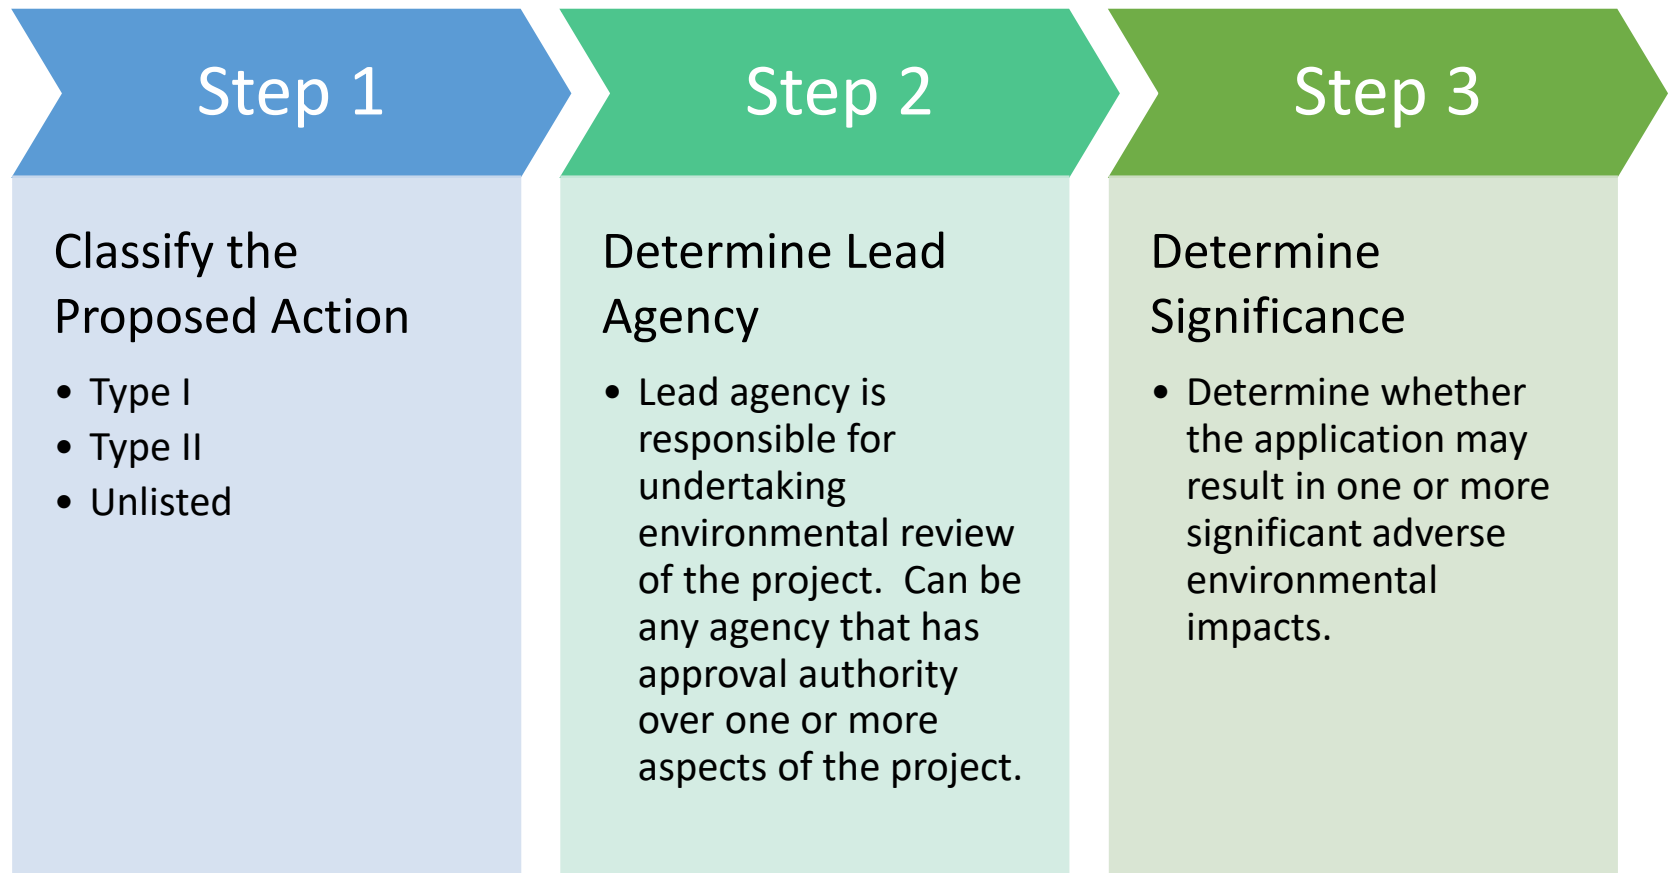 Step 1
Classify the
Proposed Action
• Type I
• Type II
• Unlisted
Step 2
Determine Lead
Agency
• Lead agency is
responsible for
undertaking
environmental review
of the project.  Can be
any agency that has
approval authority
over one or more
aspects of the project.
Step 3
Determine
Significance
• Determine whether
the application may
result in one or more
significant adverse
environmental
impacts.